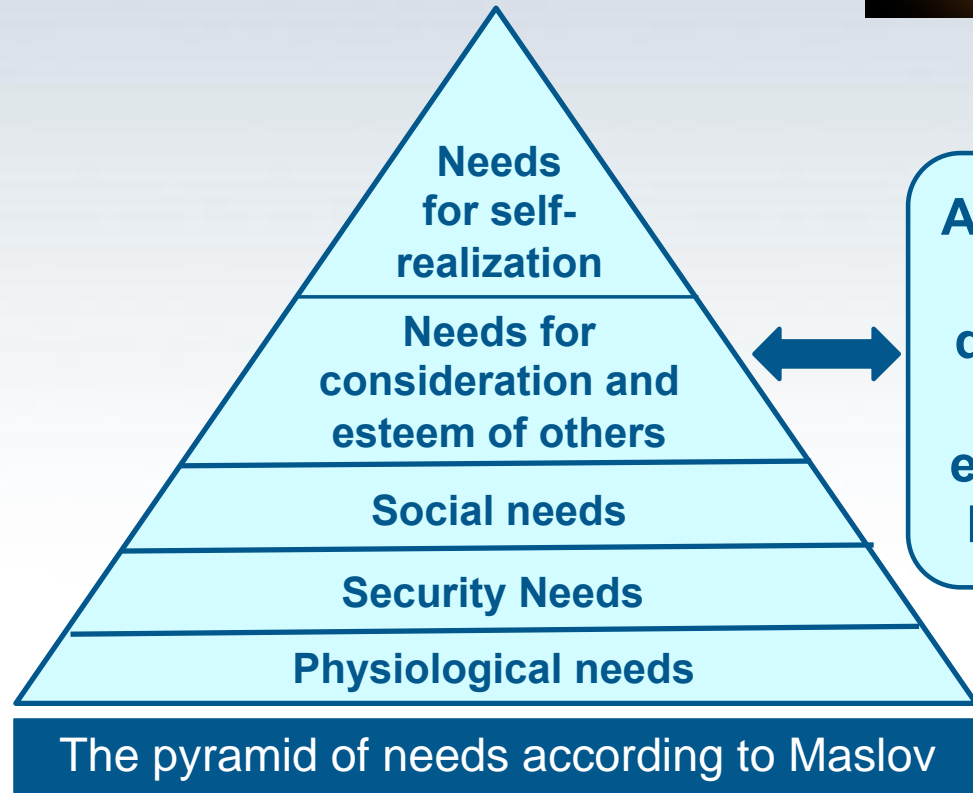 Needs
for self-
realization
Needs for
consideration and
esteem of others
Social needs
Security Needs
Physiological needs
The pyramid of needs according to Maslov